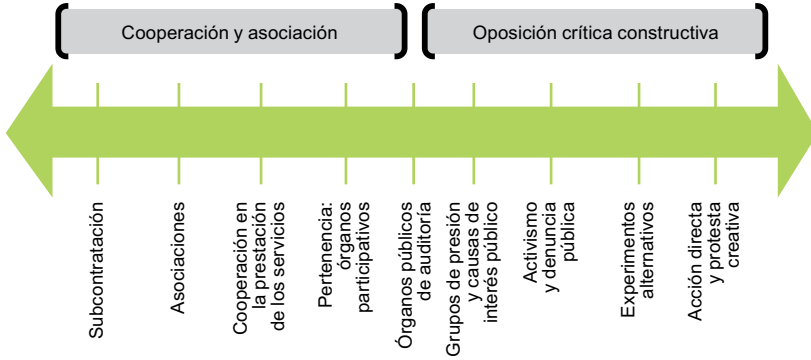 Cooperación y asociación
Oposición crítica constructiva
Subcontratación
Asociaciones
Cooperación en
la prestación
de los servicios
Pertenencia:
órganos
participativos
Órganos públicos
de auditoría
Grupos de presión
y causas de
interés público
Activismo
y denuncia
pública
Experimentos
alternativos
Acción directa
y protesta
creativa